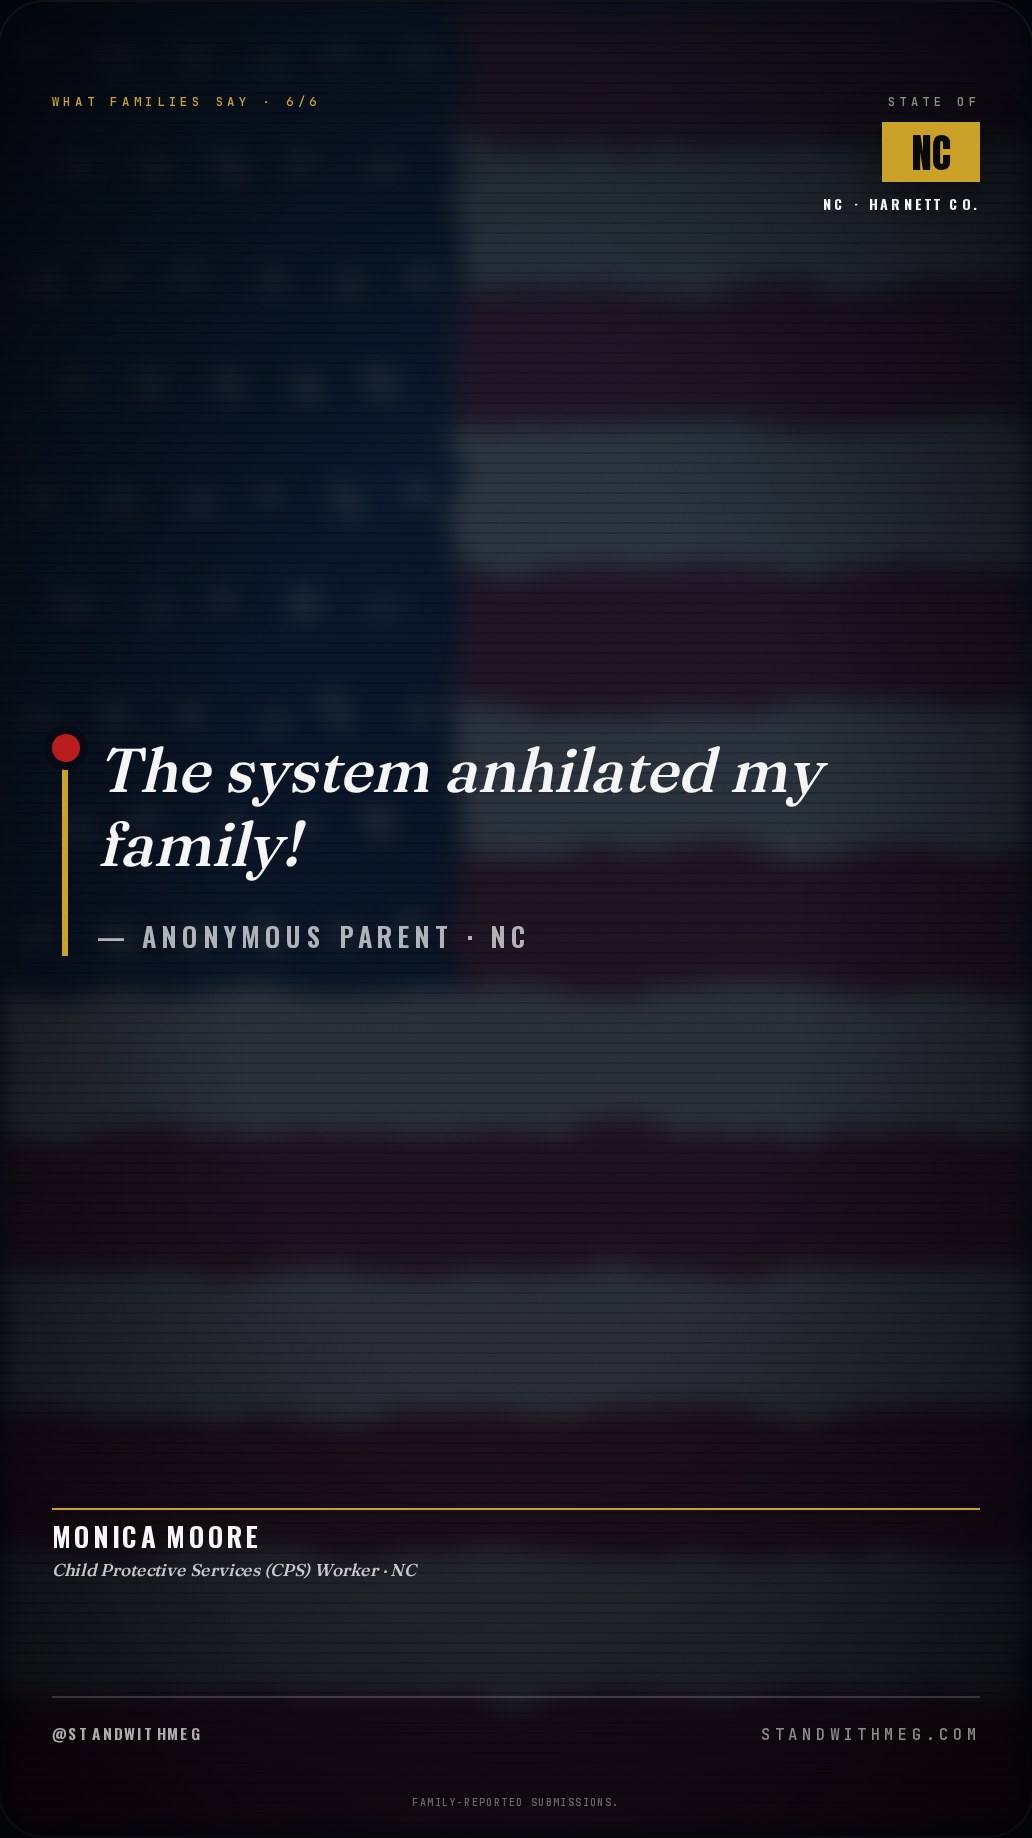 WHAT FAMILIES SAY · 6/6
STATE OF
NC
NC · HARNETT CO.
The system anhilated my
family!
— ANONYMOUS PARENT · NC
MONICA MOORE
Child Protective Services (CPS) Worker · NC
@STANDWITHMEG
STANDWITHMEG.COM
FAMILY-REPORTED SUBMISSIONS.